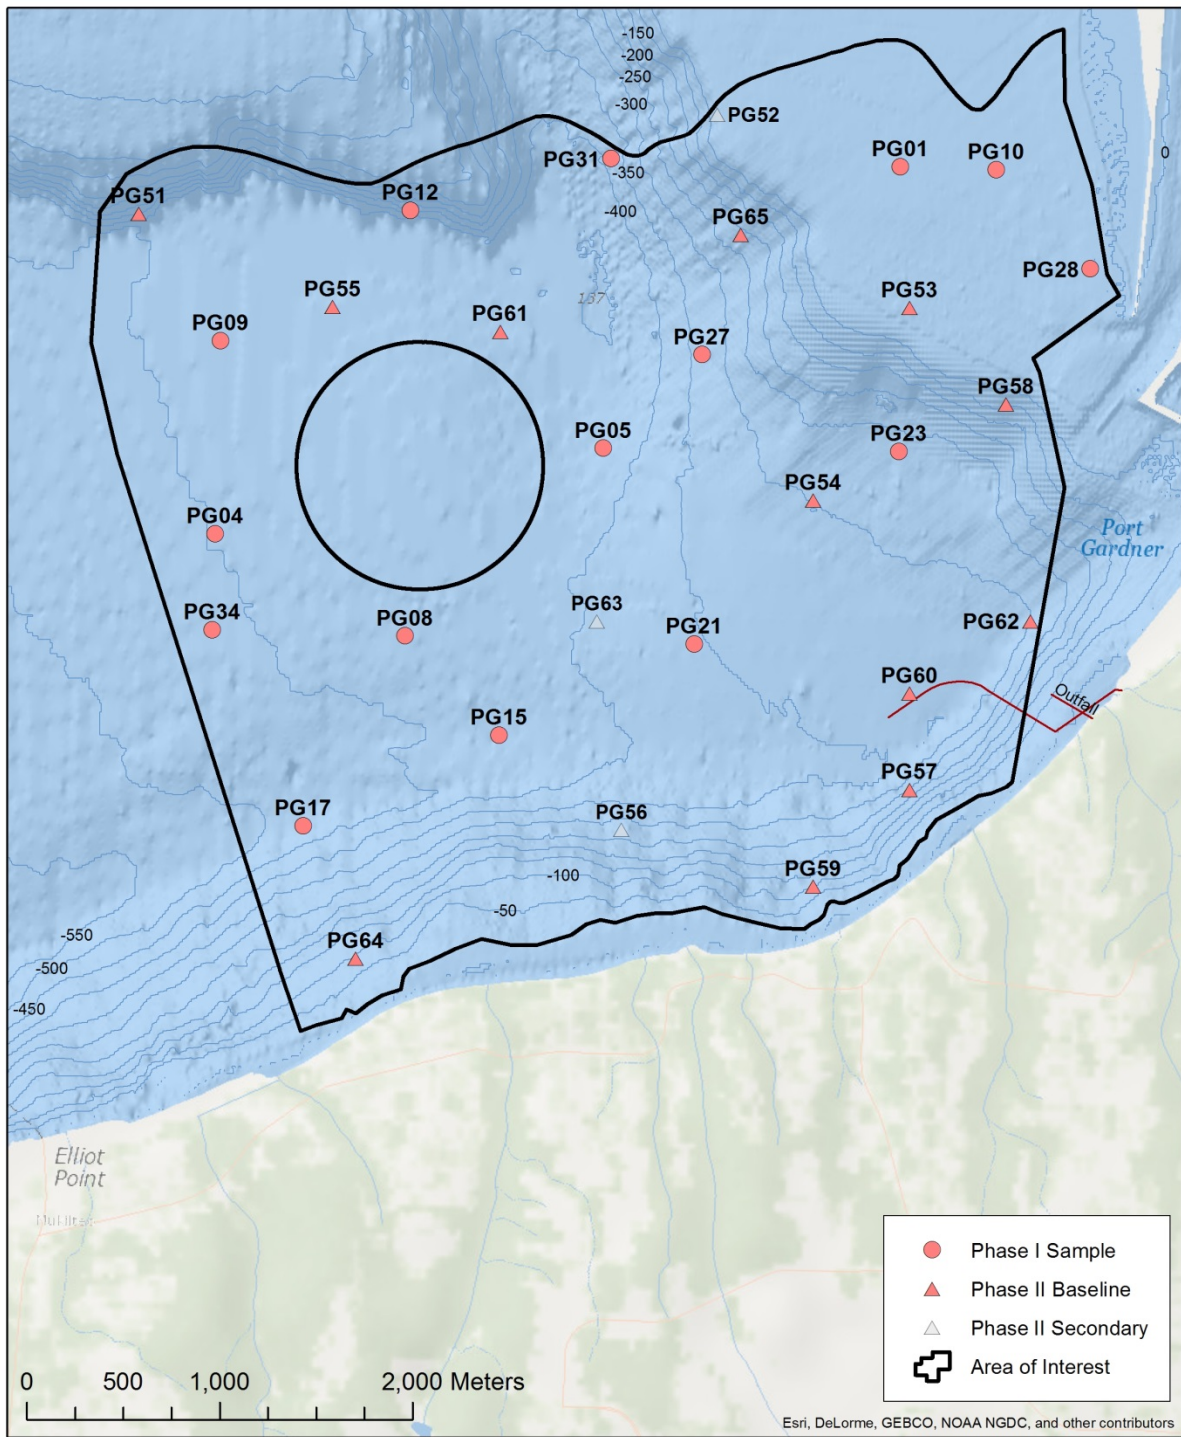 -150
-200
-250
-300
PG52
PG31
-350
PG01
PG10
0
PG51
PG12
-400
PG65
PG28
PG55
137
PG53
PG61
PG09
PG27
PG58
PG05
PG23
PG54
PG04
Port
Gardner
PG34
PG08
PG63
PG21
PG62
PG60
Outfall
PG15
PG57
PG17
PG56
PG59
-100
-50
-550
PG64
-500
-450
Elliot
Point
Phase I Sample
Phase II Baseline
Phase II Secondary
Area of Interest
0 500 1,000 2,000 Meters
Esri, DeLorme, GEBCO, NOAA NGDC, and other contributors